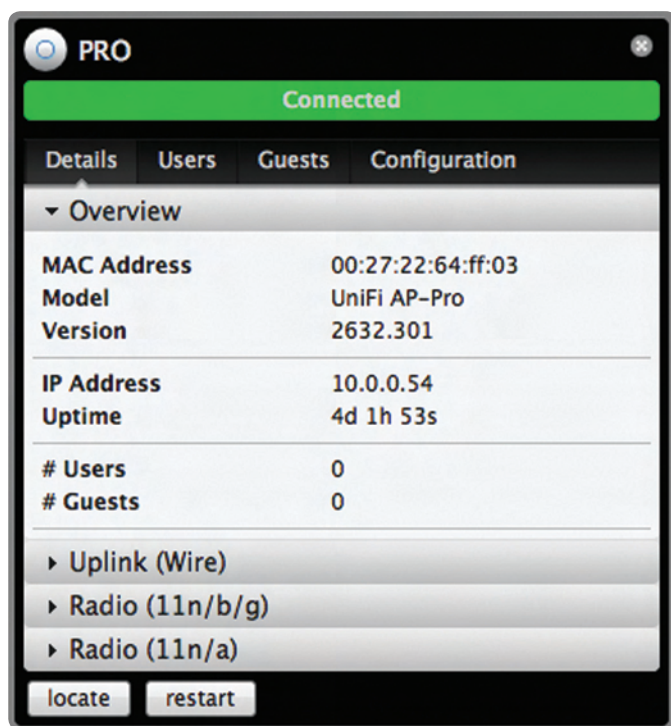 PRO
Connected
Details Users Guests Configuration
Overview
MAC Address 00:27:22:64:ff:03
Model UniFi AP-Pro
Version 2632.301
IP Address 10.0.0.54
Uptime 4d 1h 53s
# Users 0
# Guests 0
Uplink (Wire)
Radio (11n/b/g)
Radio (11n/a)
locate restart